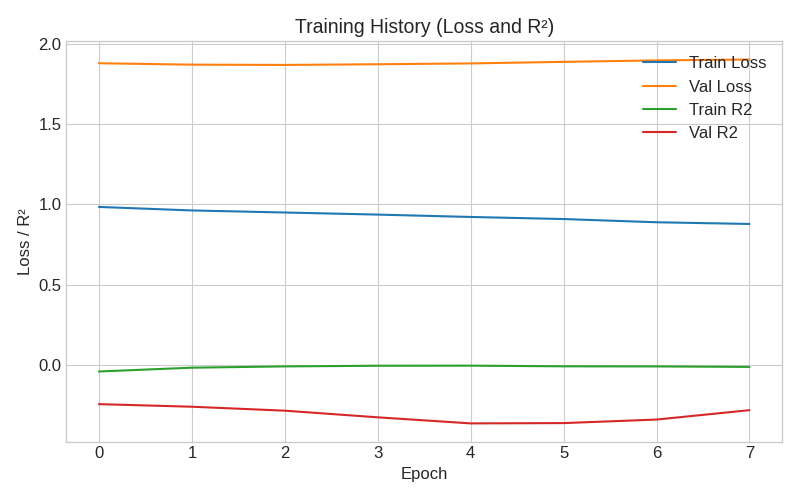 Training History (Loss and R²)
2.0
1.5
1.0
0.5
0.0
Loss / R²
Train Loss
Val Loss
Train R2
Val R2
0 1 2 3 4 5 6 7
Epoch